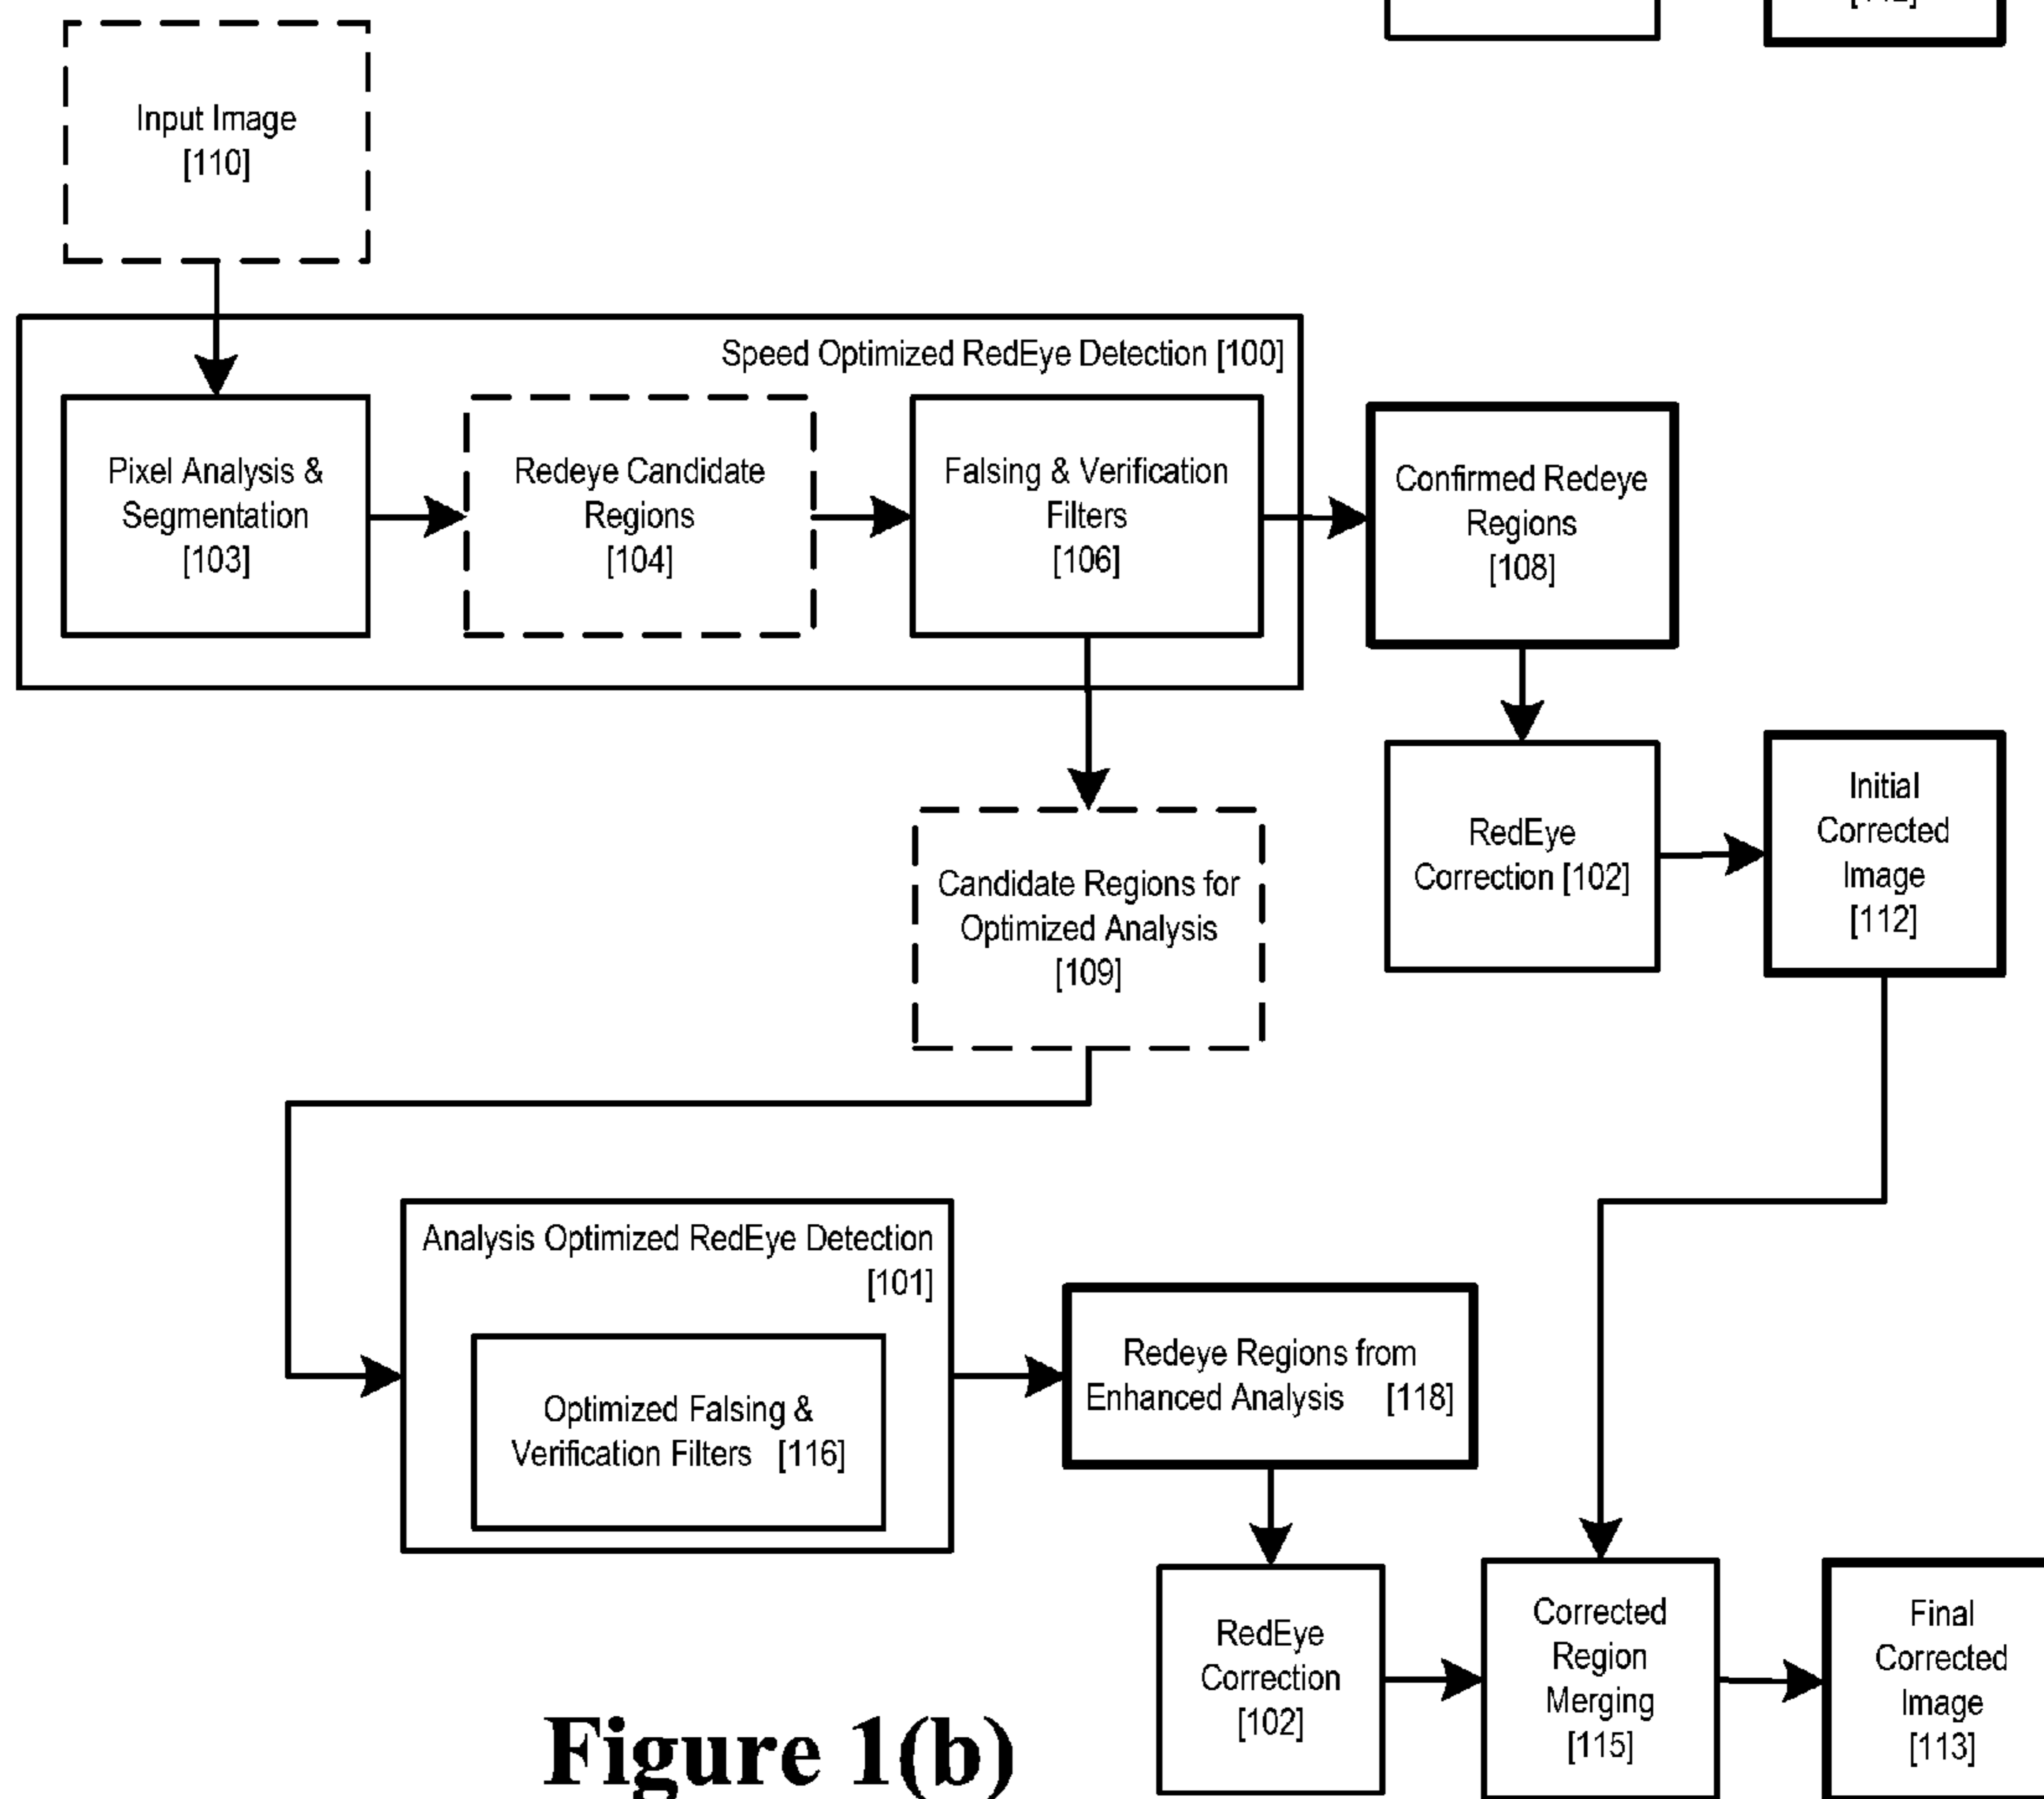 Input Image
[110]
Speed Optimized RedEye Detection [100]
Pixel Analysis &
Segmentation
[103]
Redeye Candidate
Regions
[104]
Falsing & Verification
Filters
[106]
Confirmed Redeye
Regions
[108]
RedEye
Correction [102]
Initial
Corrected
Image
[112]
Candidate Regions for
Optimized Analysis
[109]
Analysis Optimized RedEye Detection
[101]
Optimized Falsing &
Verification Filters [116]
Redeye Regions from
Enhanced Analysis [118]
RedEye
Correction
[102]
Corrected
Region
Merging
[115]
Final
Corrected
Image
[113]
Figure 1(b)